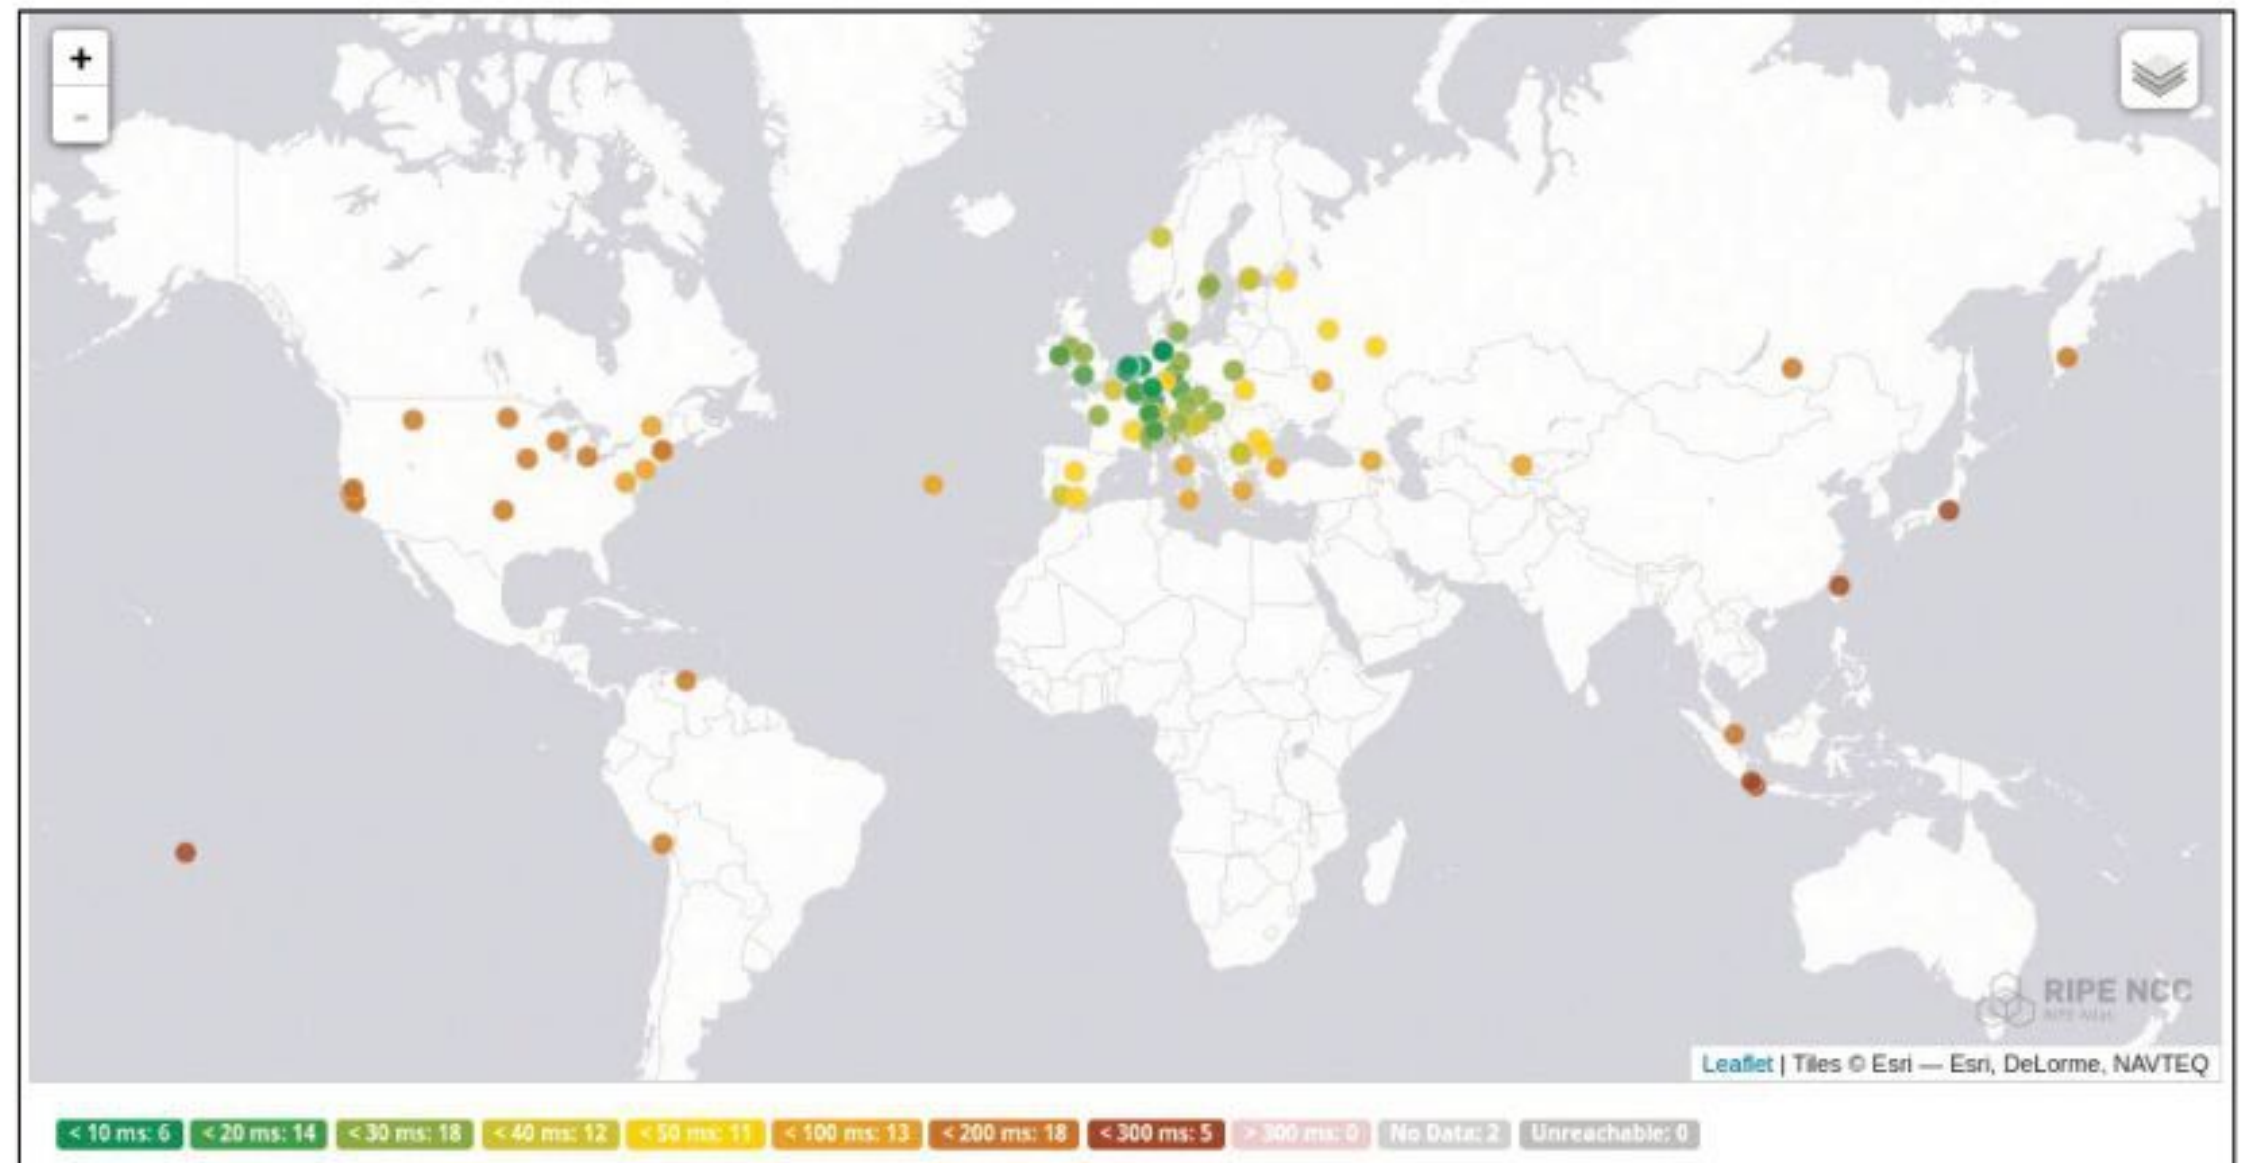 +
-
RIPE NCC
Leaflet | Tiles © Esri — Esri, DeLorme, NAVTEQ
< 10 ms: 6 < 20 ms: 14 < 30 ms: 18 < 40 ms: 12 < 50 ms: 11 < 100 ms: 13 < 200 ms: 18 < 300 ms: 5 > 300 ms: 0 No Data: 2 Unreachable: 0